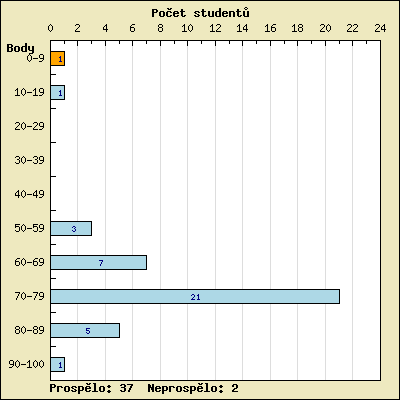 Počet studentů
0 2 4 6 8 10 12 14 16 18 20 22 24
Body
0-9 1
10-19 1
20-29
30-39
40-49
50-59 3
60-69 7
70-79 21
80-89 5
90-100 1
Prospělo: 37 Neprospělo: 2